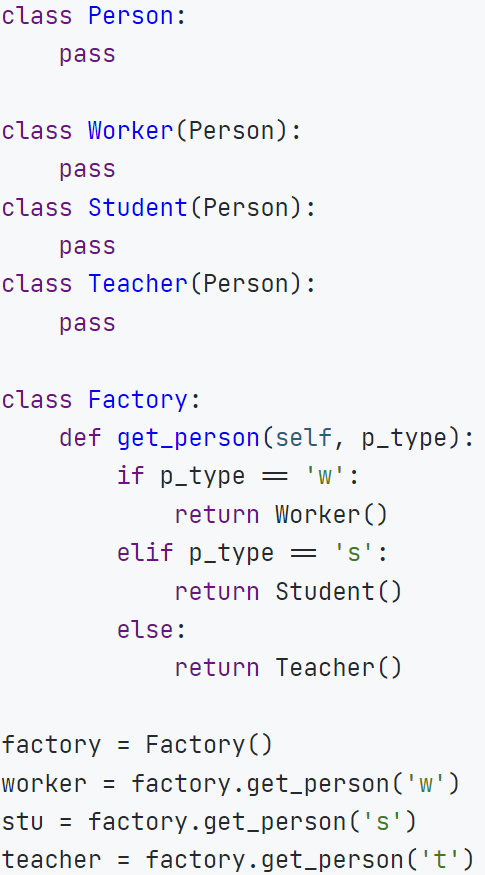 class Person:
    pass

class Worker(Person):
    pass
class Student(Person):
    pass
class Teacher(Person):
    pass

class Factory:
    def get_person(self, p_type):
        if p_type == 'w':
            return Worker()
        elif p_type == 's':
            return Student()
        else:
            return Teacher()

factory = Factory()
worker = factory.get_person('w')
stu = factory.get_person('s')
teacher = factory.get_person('t')